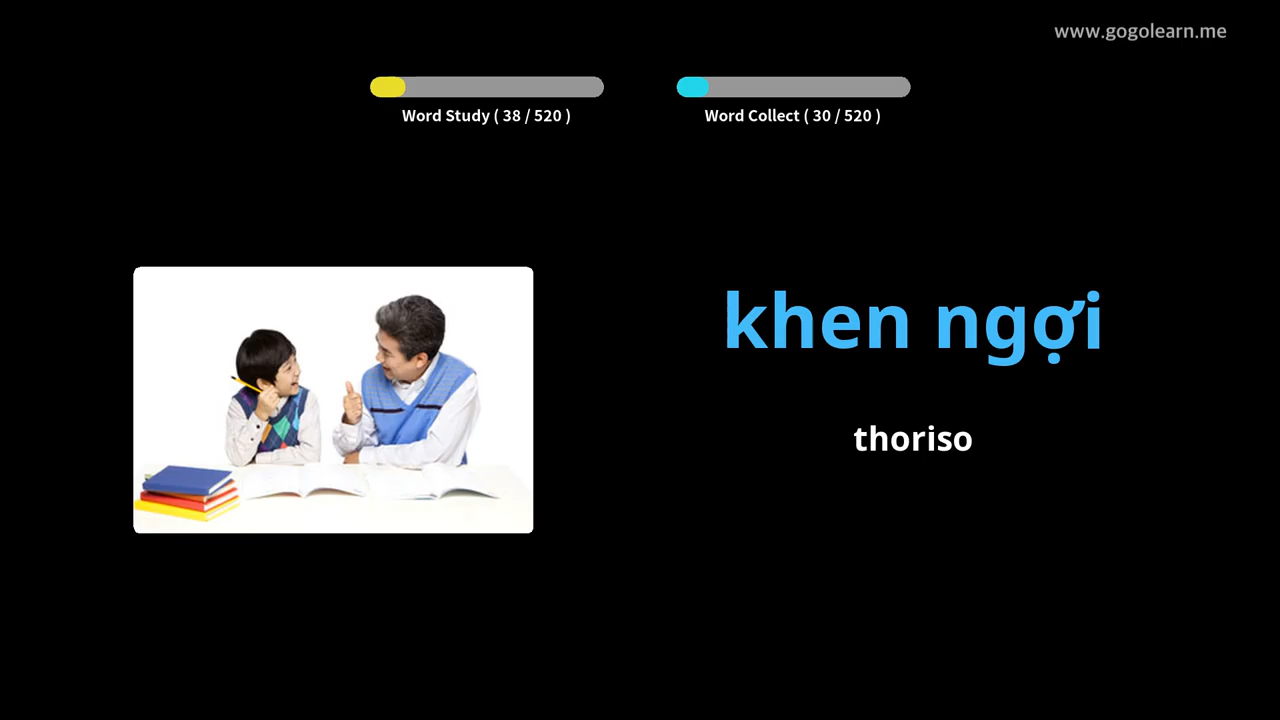 www.gogolearn.me
Word Study ( 38 / 520 )
Word Collect ( 30 / 520 )
khen ngợi
thoriso